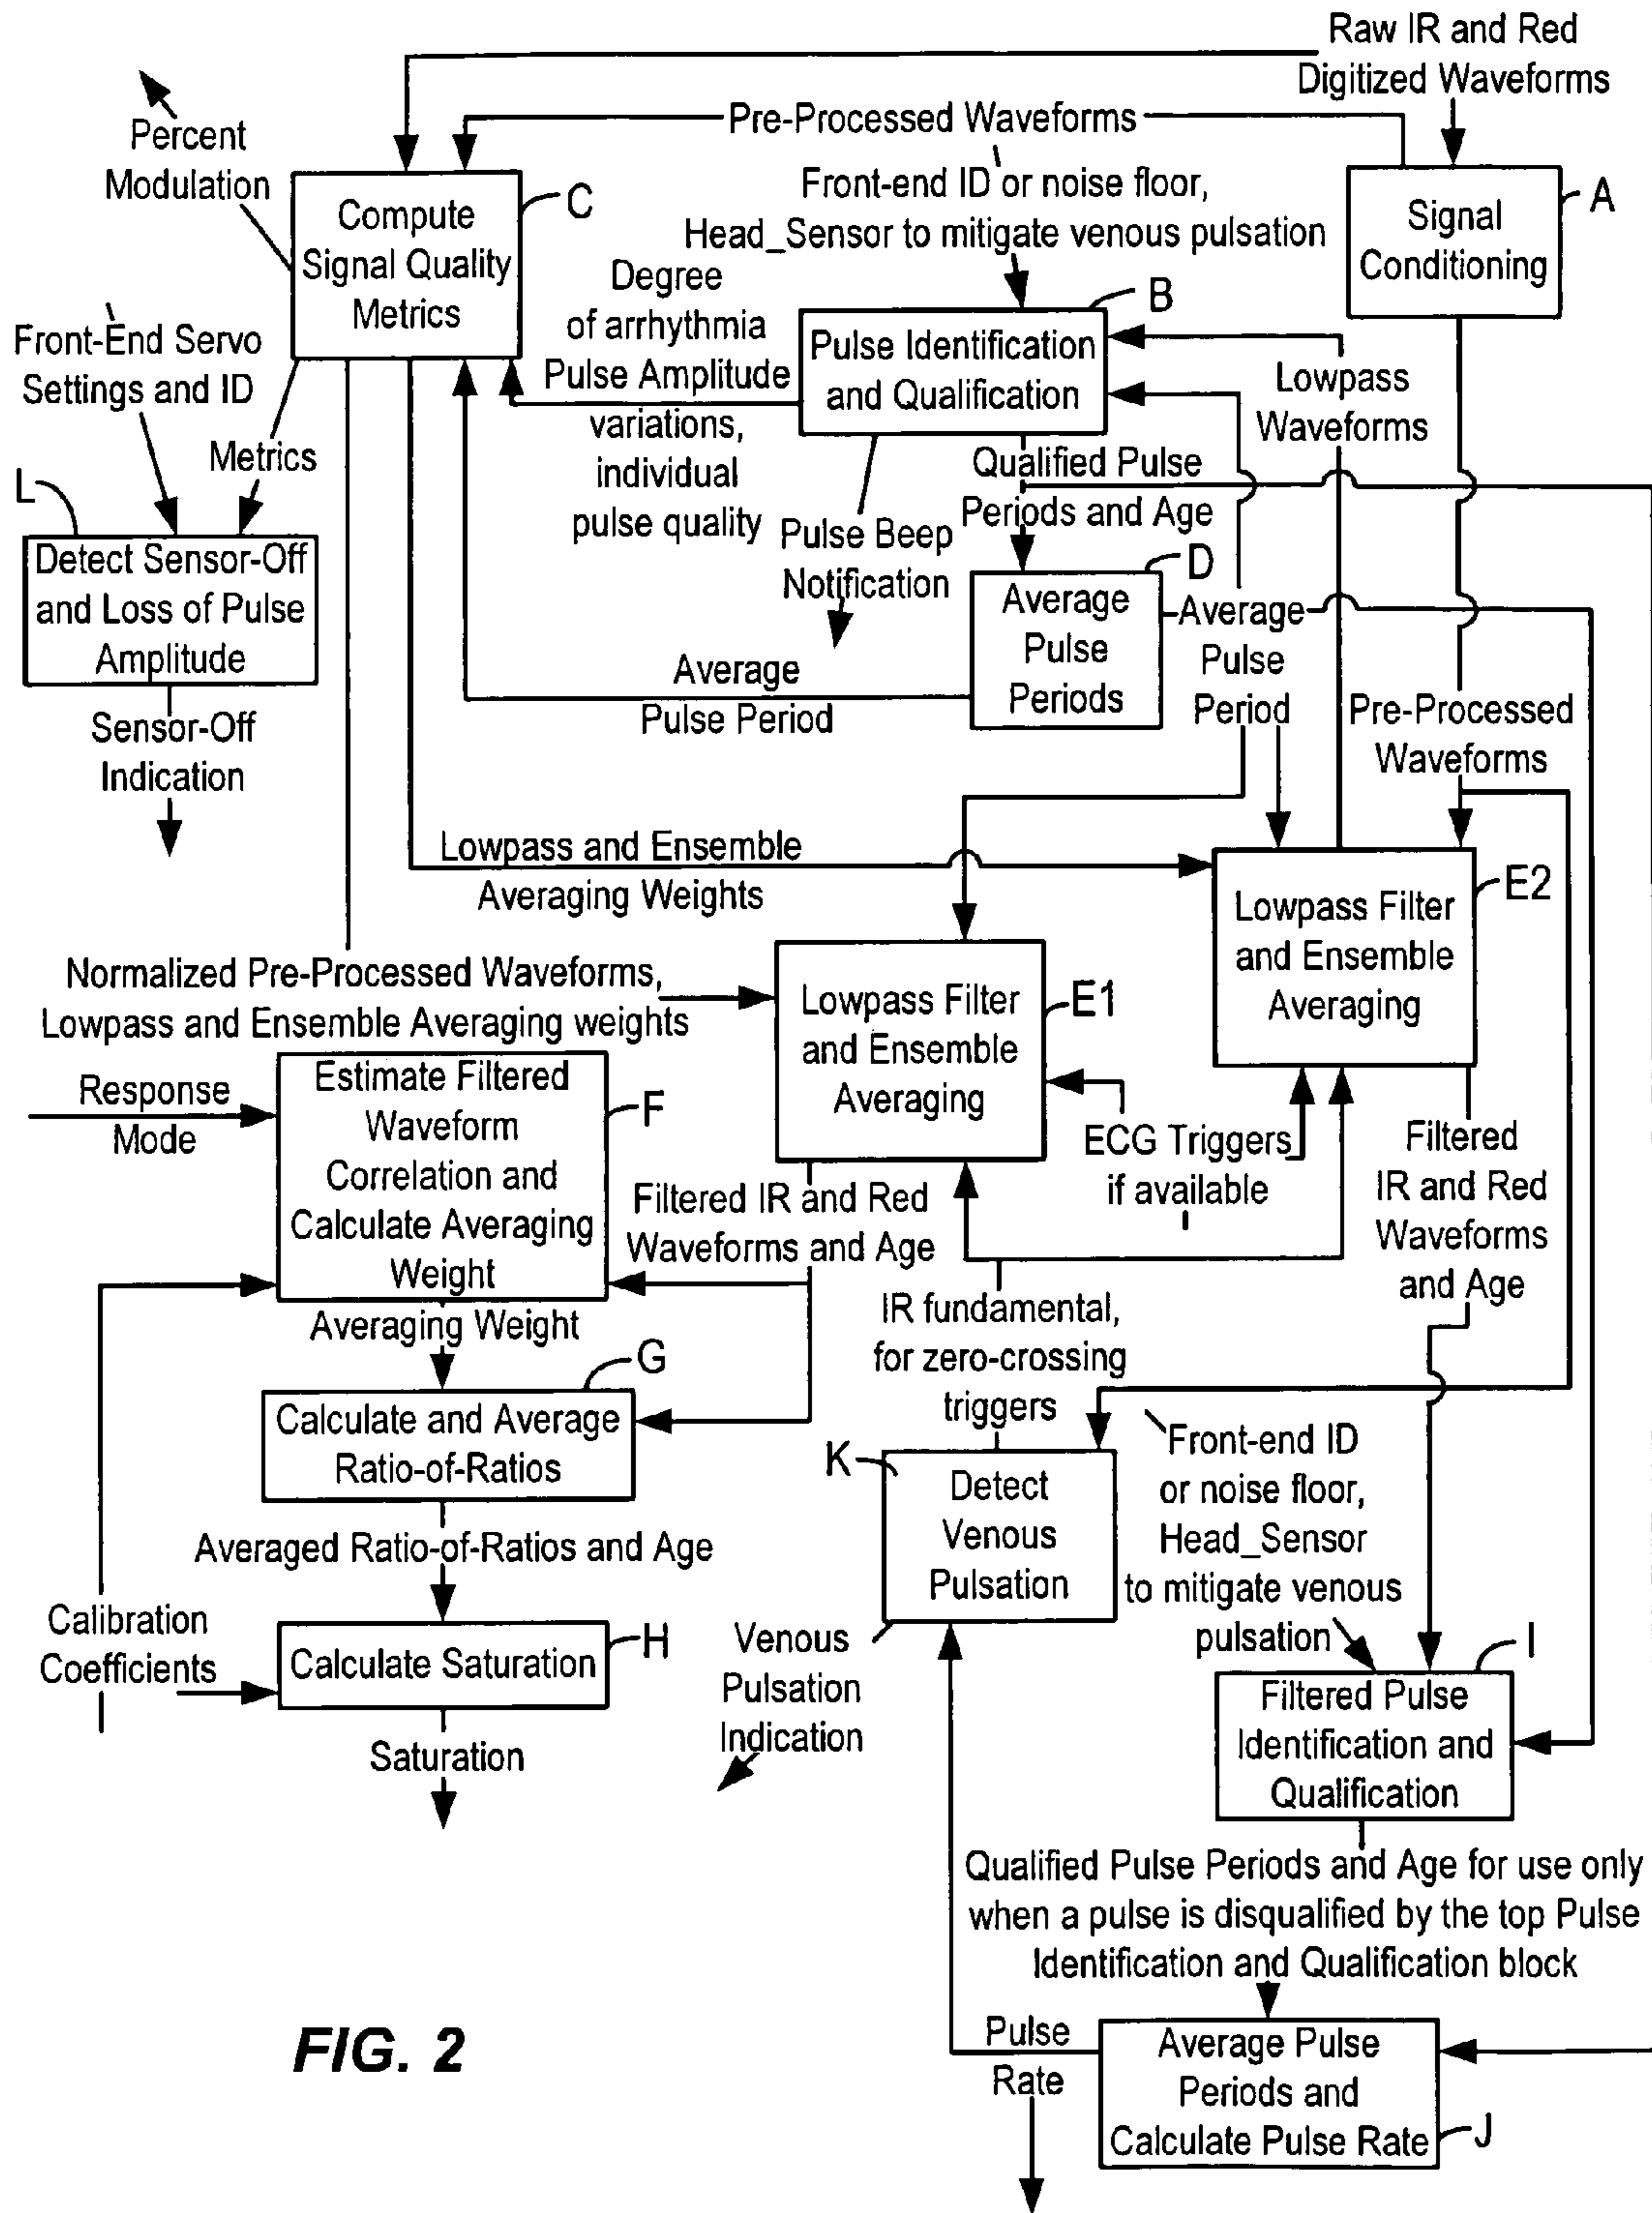 Raw IR and Red
Digitized Waveforms
Percent
Modulation
Pre-Processed Waveforms
Front-end ID or noise floor,
Head_Sensor to mitigate venous pulsation
C
Compute
Signal Quality
Metrics
A
Signal
Conditioning
Degree
of arrhythmia
Pulse Amplitude
variations,
individual
pulse quality
B
Pulse Identification
and Qualification
Lowpass
Waveforms
Front-End Servo
Settings and ID
Metrics
L
Detect Sensor-Off
and Loss of Pulse
Amplitude
Sensor-Off
Indication
Qualified Pulse
Periods and Age
Pulse Beep
Notification
D
Average
Pulse
Periods
Average
Pulse
Period
Average
Pulse Period
Pre-Processed
Waveforms
Lowpass and Ensemble
Averaging Weights
E2
Lowpass Filter
and Ensemble
Averaging
Normalized Pre-Processed Waveforms,
Lowpass and Ensemble Averaging weights
E1
Lowpass Filter
and Ensemble
Averaging
Response
Mode
Estimate Filtered
Waveform
Correlation and
Calculate Averaging
Weight
F
ECG Triggers
if available
Filtered
IR and Red
Waveforms
and Age
Filtered IR and Red
Waveforms and Age
Averaging Weight
IR fundamental,
for zero-crossing
triggers
G
Calculate and Average
Ratio-of-Ratios
K
Detect
Venous
Pulsation
Front-end ID
or noise floor,
Head_Sensor
to mitigate venous
pulsation
Averaged Ratio-of-Ratios and Age
Calibration
Coefficients
H
Calculate Saturation
Saturation
Venous
Pulsation
Indication
I
Filtered Pulse
Identification and
Qualification
Qualified Pulse Periods and Age for use only
when a pulse is disqualified by the top Pulse
Identification and Qualification block
Pulse
Rate
Average Pulse
Periods and
Calculate Pulse Rate
J
FIG. 2